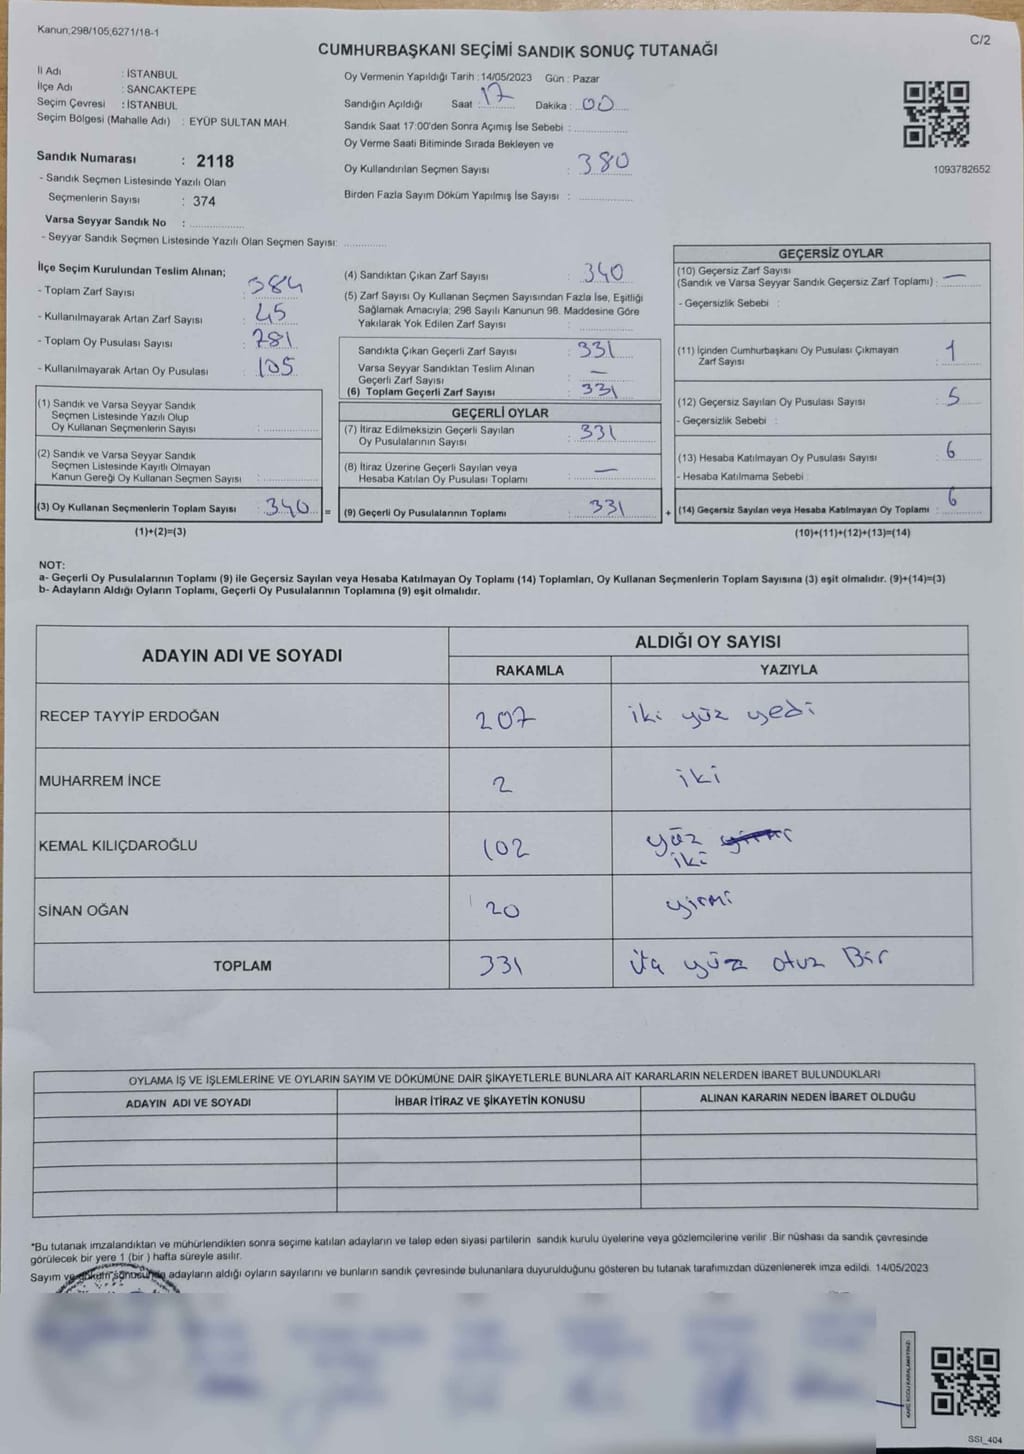 Kanun;298/105,6271/18-1
C/2
CUMHURBAŞKANI SEÇİMİ SANDIK SONUÇ TUTANAĞI
İl Adı : İSTANBUL
İlçe Adı : SANCAKTEPE
Seçim Çevresi : İSTANBUL
Seçim Bölgesi (Mahalle Adı) : EYÜP SULTAN MAH.
Sandık Numarası : 2118
- Sandık Seçmen Listesinde Yazılı Olan
Seçmenlerin Sayısı : 374
Varsa Seyyar Sandık No :
- Seyyar Sandık Seçmen Listesinde Yazılı Olan Seçmen Sayısı:
Oy Vermenin Yapıldığı Tarih : 14/05/2023 Gün : Pazar
Sandığın Açıldığı Saat : 17 Dakika : 00
Sandık Saat 17:00'den Sonra Açımış İse Sebebi :
Oy Verme Saati Bitiminde Sırada Bekleyen ve
Oy Kullandırılan Seçmen Sayısı : 380
Birden Fazla Sayım Döküm Yapılmış İse Sayısı :
1093782652
İlçe Seçim Kurulundan Teslim Alınan;
- Toplam Zarf Sayısı : 384
- Kullanılmayarak Artan Zarf Sayısı : 45
- Toplam Oy Pusulası Sayısı : 781
- Kullanılmayarak Artan Oy Pusulası : 105
(1) Sandık ve Varsa Seyyar Sandık
Seçmen Listesinde Yazılı Olup
Oy Kullanan Seçmenlerin Sayısı :
(2) Sandık ve Varsa Seyyar Sandık
Seçmen Listesinde Kayıtlı Olmayan
Kanun Gereği Oy Kullanan Seçmen Sayısı :
(3) Oy Kullanan Seçmenlerin Toplam Sayısı : 340 =
(1)+(2)=(3)
(4) Sandıktan Çıkan Zarf Sayısı : 340
(5) Zarf Sayısı Oy Kullanan Seçmen Sayısından Fazla İse, Eşitliği
Sağlamak Amacıyla; 298 Sayılı Kanunun 98. Maddesine Göre
Yakılarak Yok Edilen Zarf Sayısı :
Sandıkta Çıkan Geçerli Zarf Sayısı : 331
Varsa Seyyar Sandıktan Teslim Alınan
Geçerli Zarf Sayısı : —
(6) Toplam Geçerli Zarf Sayısı : 331
GEÇERLİ OYLAR
(7) İtiraz Edilmeksizin Geçerli Sayılan
Oy Pusulalarının Sayısı : 331
(8) İtiraz Üzerine Geçerli Sayılan veya
Hesaba Katılan Oy Pusulası Toplamı : —
(9) Geçerli Oy Pusulalarının Toplamı : 331 +
GEÇERSİZ OYLAR
(10) Geçersiz Zarf Sayısı
(Sandık ve Varsa Seyyar Sandık Geçersiz Zarf Toplamı) : —
- Geçersizlik Sebebi :
(11) İçinden Cumhurbaşkanı Oy Pusulası Çıkmayan
Zarf Sayısı : 1
(12) Geçersiz Sayılan Oy Pusulası Sayısı : 5
- Geçersizlik Sebebi :
(13) Hesaba Katılmayan Oy Pusulası Sayısı : 6
- Hesaba Katılmama Sebebi :
(14) Geçersiz Sayılan veya Hesaba Katılmayan Oy Toplamı : 6
(10)+(11)+(12)+(13)=(14)
NOT:
a- Geçerli Oy Pusulalarının Toplamı (9) ile Geçersiz Sayılan veya Hesaba Katılmayan Oy Toplamı (14) Toplamları, Oy Kullanan Seçmenlerin Toplam Sayısına (3) eşit olmalıdır. (9)+(14)=(3)
b- Adayların Aldığı Oyların Toplamı, Geçerli Oy Pusulalarının Toplamına (9) eşit olmalıdır.
ADAYIN ADI VE SOYADI
ALDIĞI OY SAYISI
RAKAMLA YAZIYLA
RECEP TAYYİP ERDOĞAN 207 iki yüz yedi
MUHARREM İNCE 2 iki
KEMAL KILIÇDAROĞLU 102 yüz iki
SİNAN OĞAN 20 yirmi
TOPLAM 331 yüz otuz Bir
OYLAMA İŞ VE İŞLEMLERİNE VE OYLARIN SAYIM VE DÖKÜMÜNE DAİR ŞİKAYETLERLE BUNLARA AİT KARARLARIN NELERDEN İBARET BULUNDUKLARI
ADAYIN ADI VE SOYADI İHBAR İTİRAZ VE ŞİKAYETİN KONUSU ALINAN KARARIN NEDEN İBARET OLDUĞU
*Bu tutanak imzalandıktan ve mühürlendikten sonra seçime katılan adayların ve talep eden siyasi partilerin sandık kurulu üyelerine veya gözlemcilerine verilir .Bir nüshası da sandık çevresinde
görülecek bir yere 1 (bir ) hafta süreyle asılır.
Sayım ve döküm sonucunda adayların aldığı oyların sayılarını ve bunların sandık çevresinde bulunanlara duyurulduğunu gösteren bu tutanak tarafımızdan düzenlenerek imza edildi. 14/05/2023
SSI_404